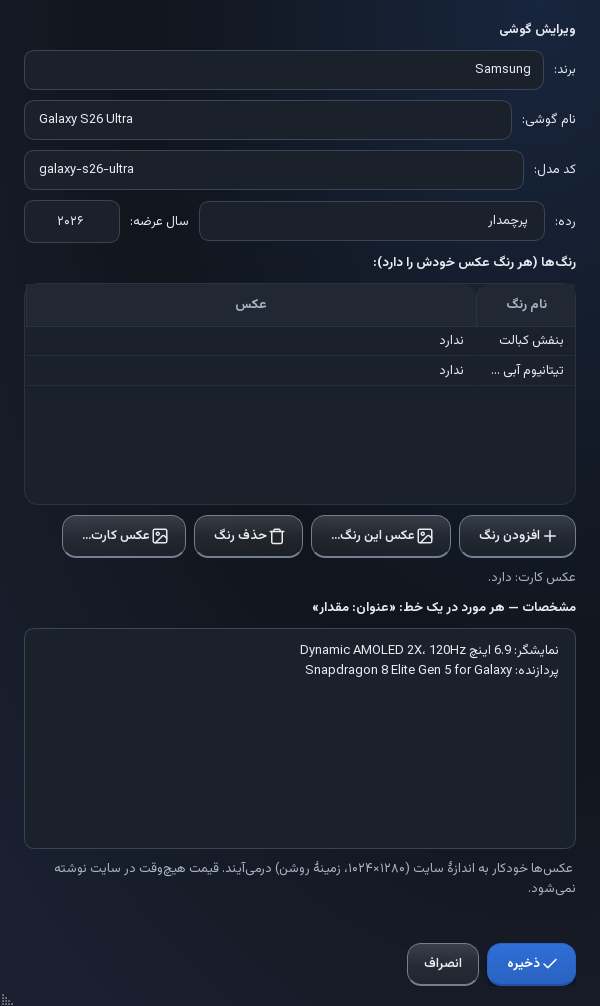 ویرایش گوشی
برند: Samsung
نام گوشی: Galaxy S26 Ultra
کد مدل: galaxy-s26-ultra
رده: پرچمدار سال عرضه: ۲۰۲۶
رنگ‌ها (هر رنگ عکس خودش را دارد):
نام رنگ عکس
بنفش کبالت ندارد
تیتانیوم آبی ... ندارد
افزودن رنگ عکس این رنگ... حذف رنگ عکس کارت...
عکس کارت: دارد.
مشخصات — هر مورد در یک خط: «عنوان: مقدار»
نمایشگر: 6.9 اینچ Dynamic AMOLED 2X، 120Hz
پردازنده: Snapdragon 8 Elite Gen 5 for Galaxy
عکس‌ها خودکار به اندازهٔ سایت (۱۲۸۰×۱۰۲۴، زمینهٔ روشن) درمی‌آیند. قیمت هیچ‌وقت در سایت نوشته
نمی‌شود.
ذخیره انصراف